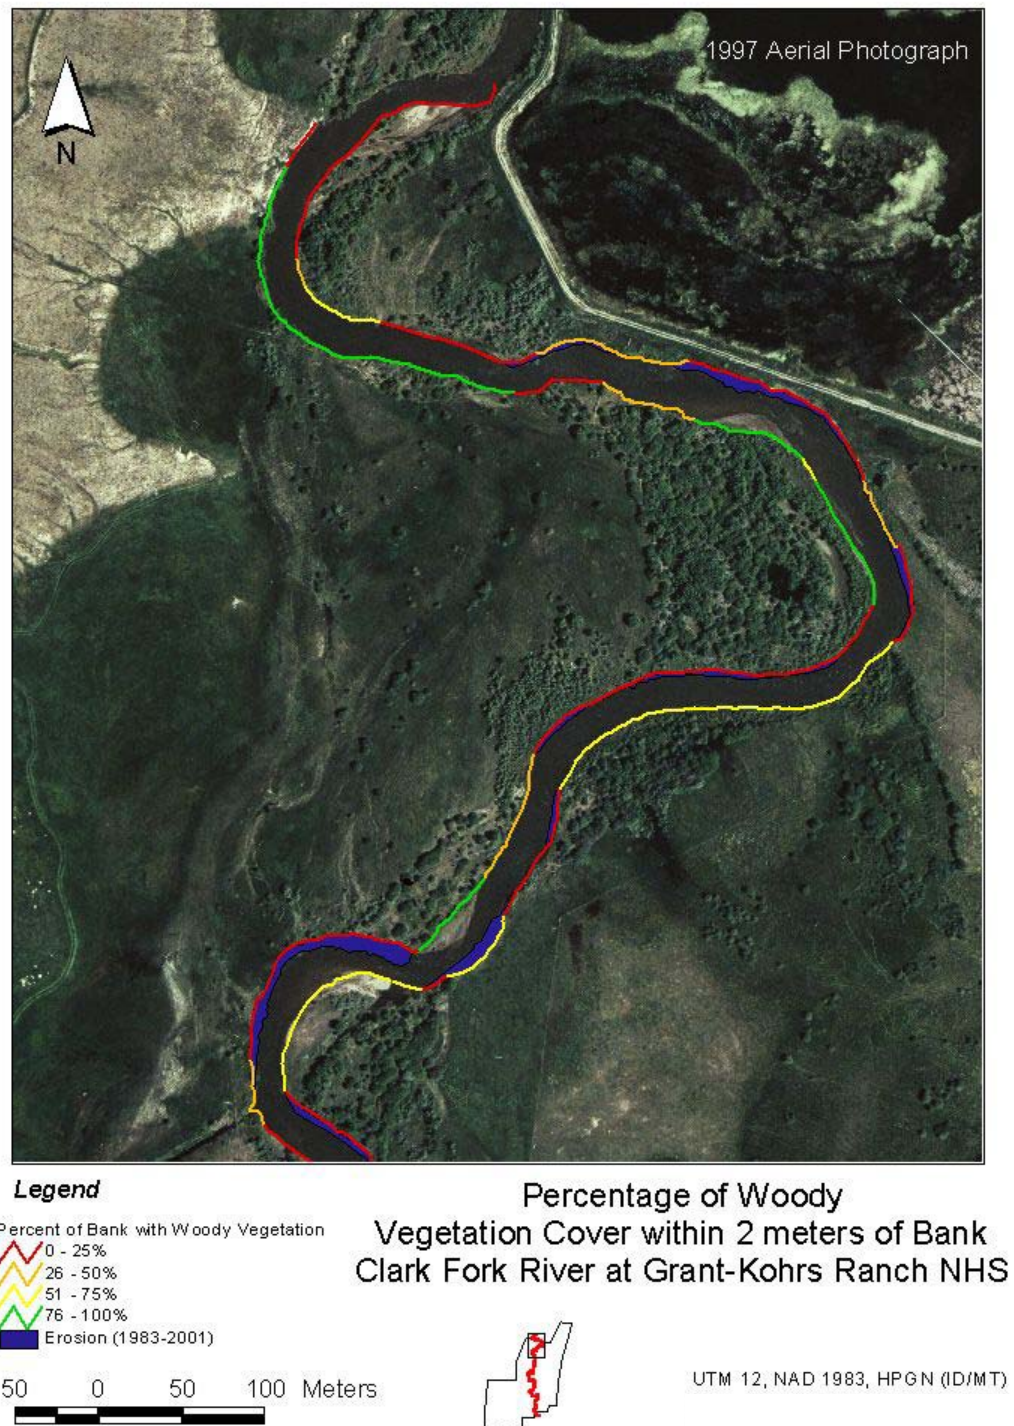 1997 Aerial Photograph
N
Legend
Percent of Bank with Woody Vegetation
0 - 25%
26 - 50%
51 - 75%
76 - 100%
Erosion (1983-2001)
50 0 50 100 Meters
Percentage of Woody
Vegetation Cover within 2 meters of Bank
Clark Fork River at Grant-Kohrs Ranch NHS
UTM 12, NAD 1983, HPGN (ID/MT)